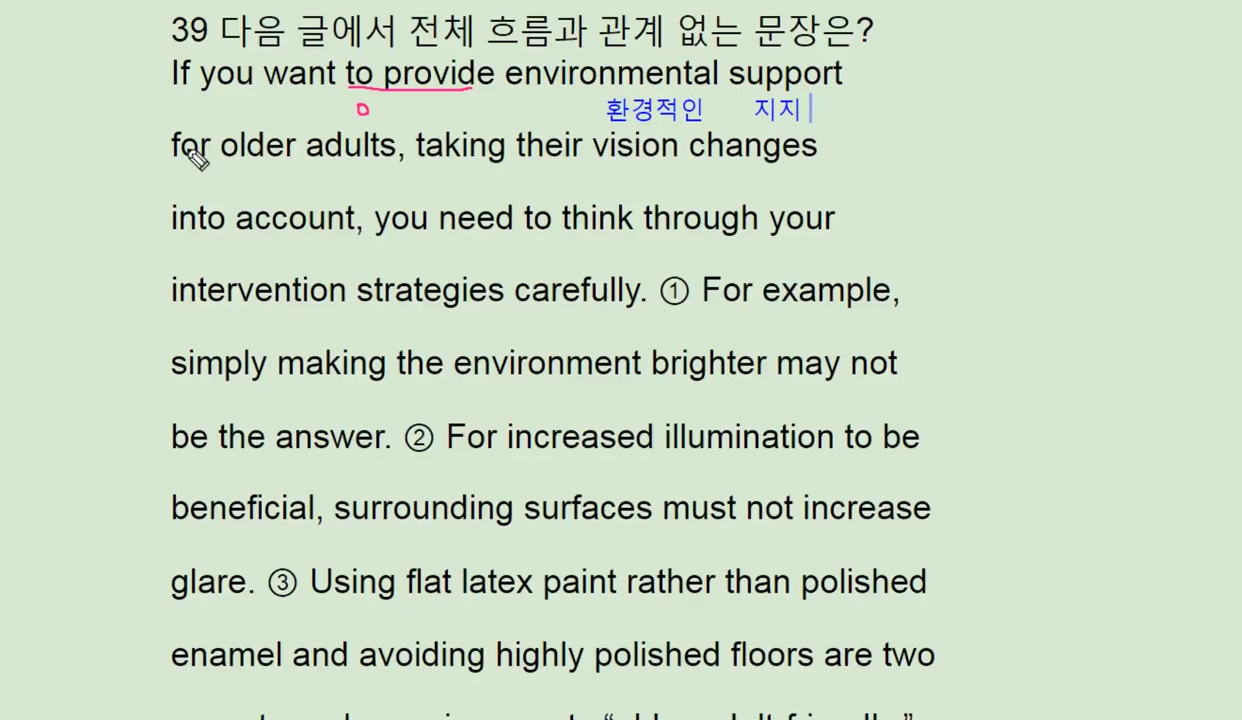 39 다음 글에서 전체 흐름과 관계 없는 문장은?
If you want to provide environmental support
환경적인 지지
for older adults, taking their vision changes
into account, you need to think through your
intervention strategies carefully. ① For example,
simply making the environment brighter may not
be the answer. ② For increased illumination to be
beneficial, surrounding surfaces must not increase
glare. ③ Using flat latex paint rather than polished
enamel and avoiding highly polished floors are two